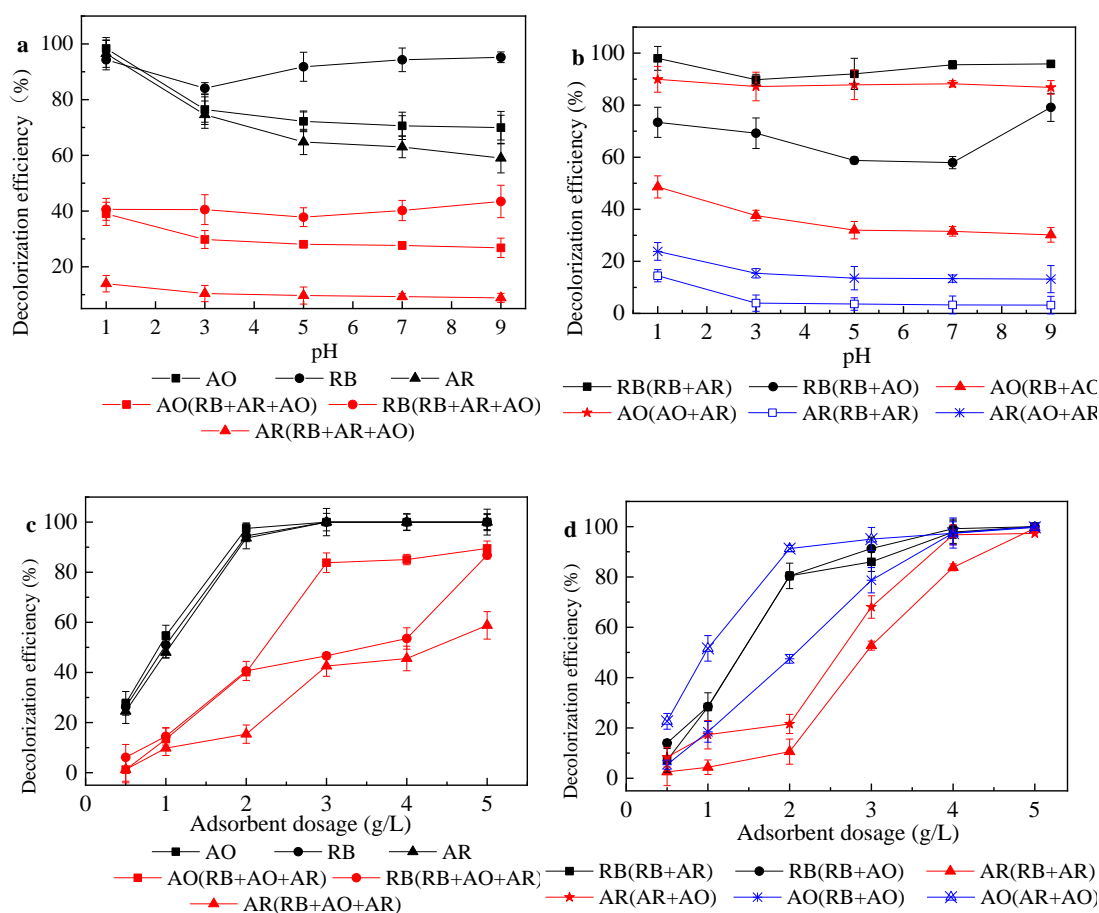 a
Decolorization efficiency (%)
100
80
60
40
20
1 2 3 4 5 6 7 8 9
pH
AO RB AR
AO(RB+AR+AO) RB(RB+AR+AO)
AR(RB+AR+AO)
b
Decolorization efficiency (%)
100
80
60
40
20
0
1 2 3 4 5 6 7 8 9
pH
RB(RB+AR) RB(RB+AO) AO(RB+AO
AO(AO+AR) AR(RB+AR) AR(AO+AR
c
Decolorization efficiency (%)
100
80
60
40
20
0
0 1 2 3 4 5
Adsorbent dosage (g/L)
AO RB AR
AO(RB+AO+AR) RB(RB+AO+AR)
AR(RB+AO+AR)
d
Decolorization efficiency (%)
100
80
60
40
20
0
0 1 2 3 4 5
Adsorbent dosage (g/L)
RB(RB+AR) RB(RB+AO) AR(RB+AR)
AR(AR+AO) AO(RB+AO) AO(AR+AO)